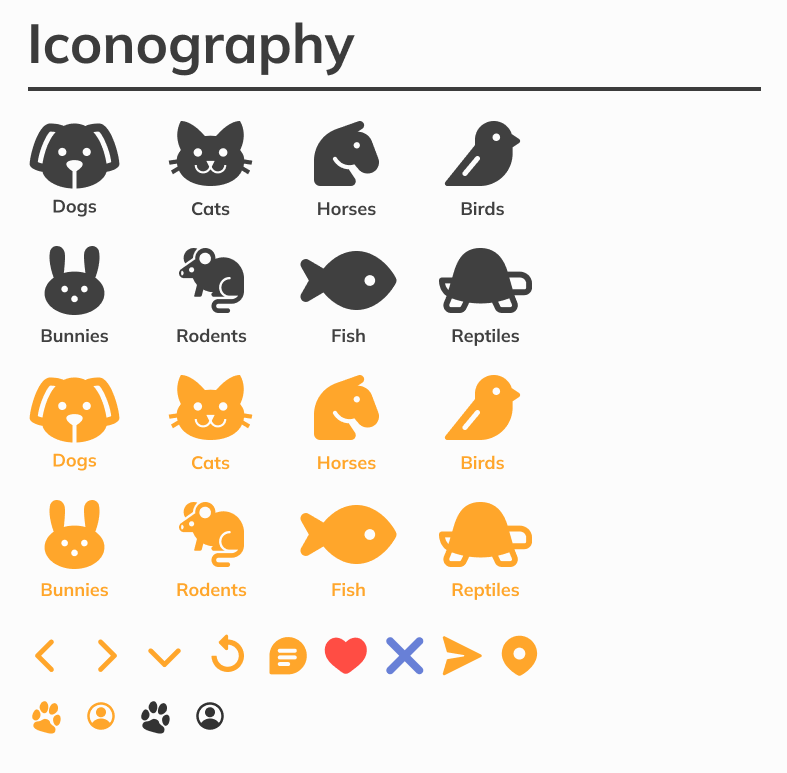 Iconography
Dogs Cats Horses Birds
Bunnies Rodents Fish Reptiles
Dogs Cats Horses Birds
Bunnies Rodents Fish Reptiles